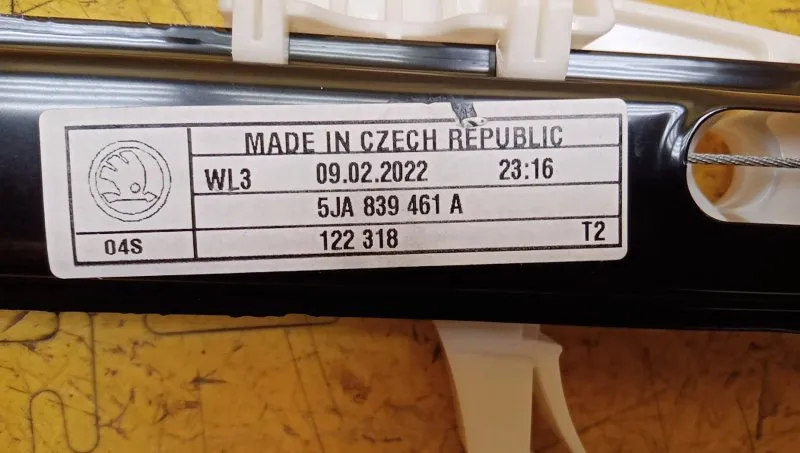 MADE IN CZECH REPUBLIC
WL3 09.02.2022 23:16
5JA 839 461 A
04S 122 318 T2